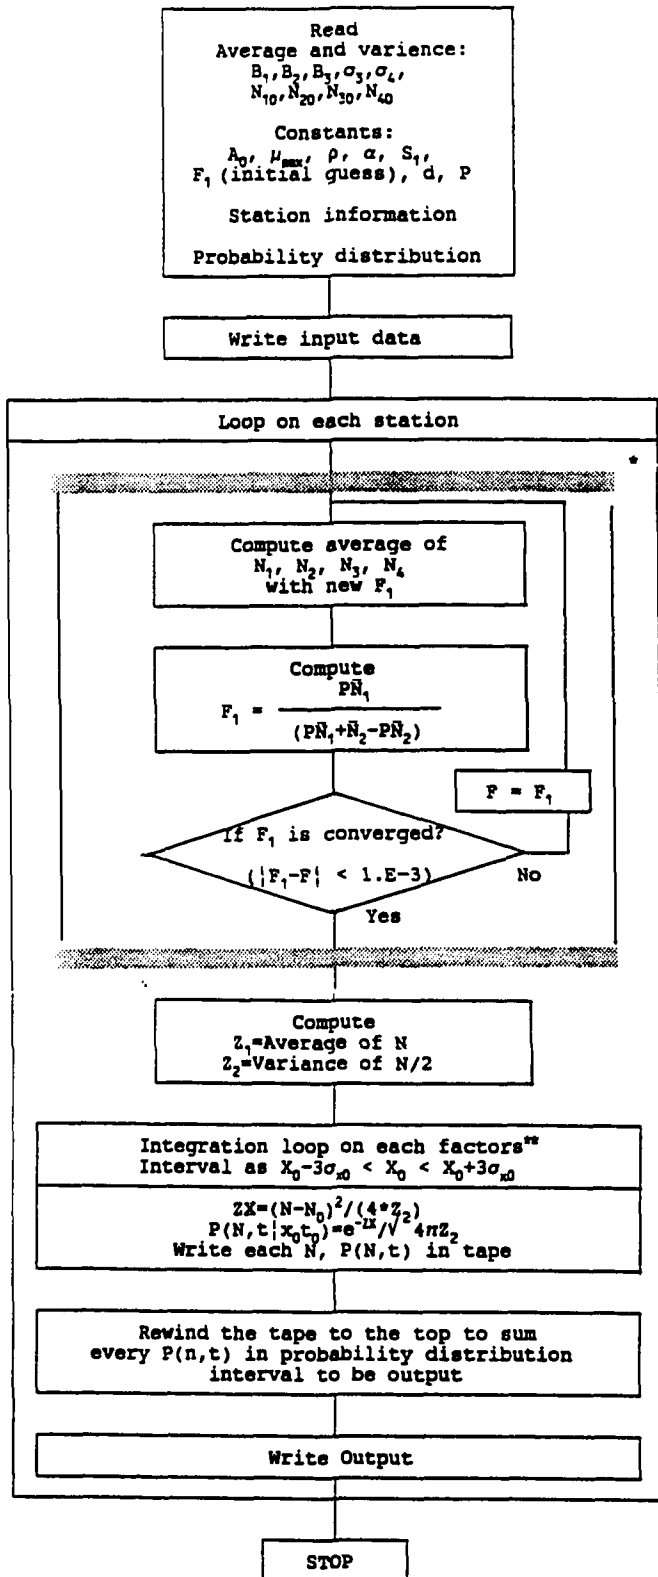 Read
Average and varience:
B₁,B₂,B₃,σ₃,σ₄,
N₁₀,N₂₀,N₃₀,N₄₀
Constants:
A₀, μₘₐₓ, ρ, α, S₁,
F₁ (initial guess), d, P
Station information
Probability distribution
Write input data
Loop on each station
*
Compute average of
N₁, N₂, N₃, N₄
with new F₁
Compute
PN̄₁
F₁ =
(PN̄₁+N̄₂-PN̄₂)
F = F₁
If F₁ is converged?
(|F₁-F| < 1.E-3)
No
Yes
Compute
Z₁=Average of N
Z₂=Variance of N/2
Integration loop on each factors**
Interval as X₀-3σₓ₀ < X₀ < X₀+3σₓ₀
ZX=(N-N₀)²/(4*Z₂)
P(N,t|x₀t₀)=e⁻ᶻˣ/√² 4πZ₂
Write each N, P(N,t) in tape
Rewind the tape to the top to sum
every P(n,t) in probability distribution
interval to be output
Write Output
STOP